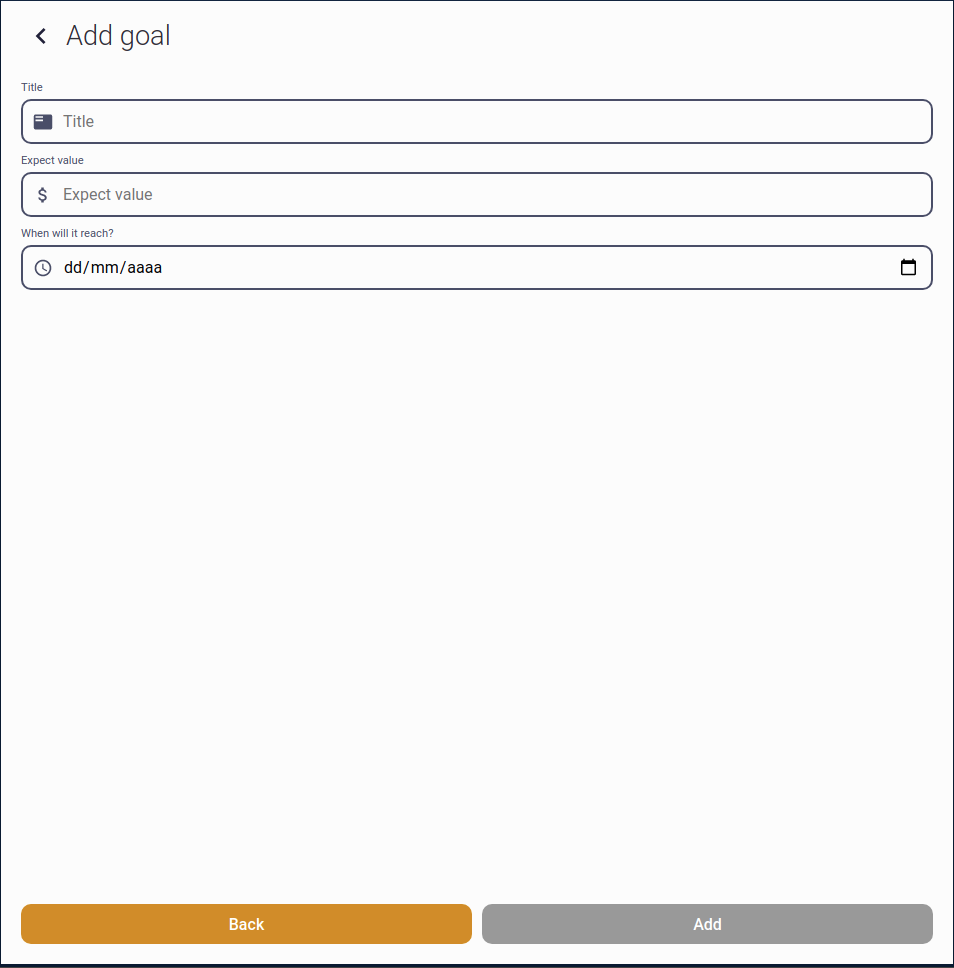 Add goal
Title
Title
Expect value
$ Expect value
When will it reach?
dd/mm/aaaa
Back
Add